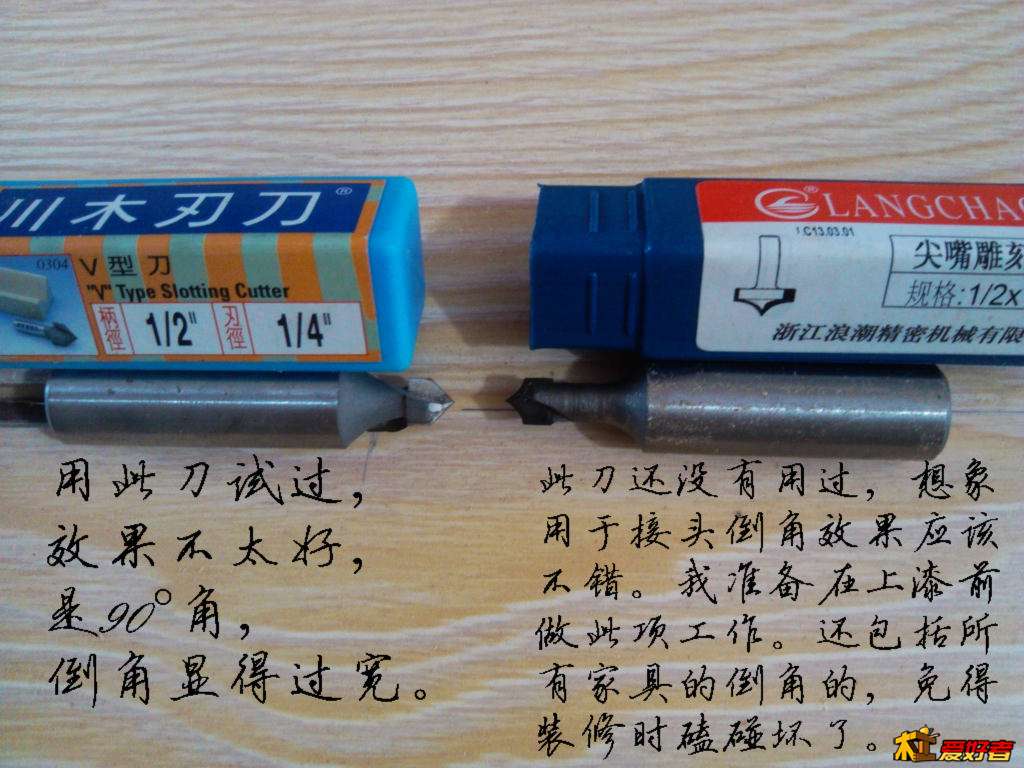 川木刃刀®
0304 V型刀
"V" Type Slotting Cutter
柄徑 1/2" 刃徑 1/4"
LANGCHAO
LC13.03.01
尖嘴雕刻
规格:1/2x
浙江浪潮精密机械有限
用此刀试过，
效果不太好，
是90°角，
倒角显得过宽。
此刀还没有用过，想象
用于接头倒角效果应该
不错。我准备在上漆前
做此项工作。还包括所
有家具的倒角的，免得
装修时磕碰坏了。
木工爱好者